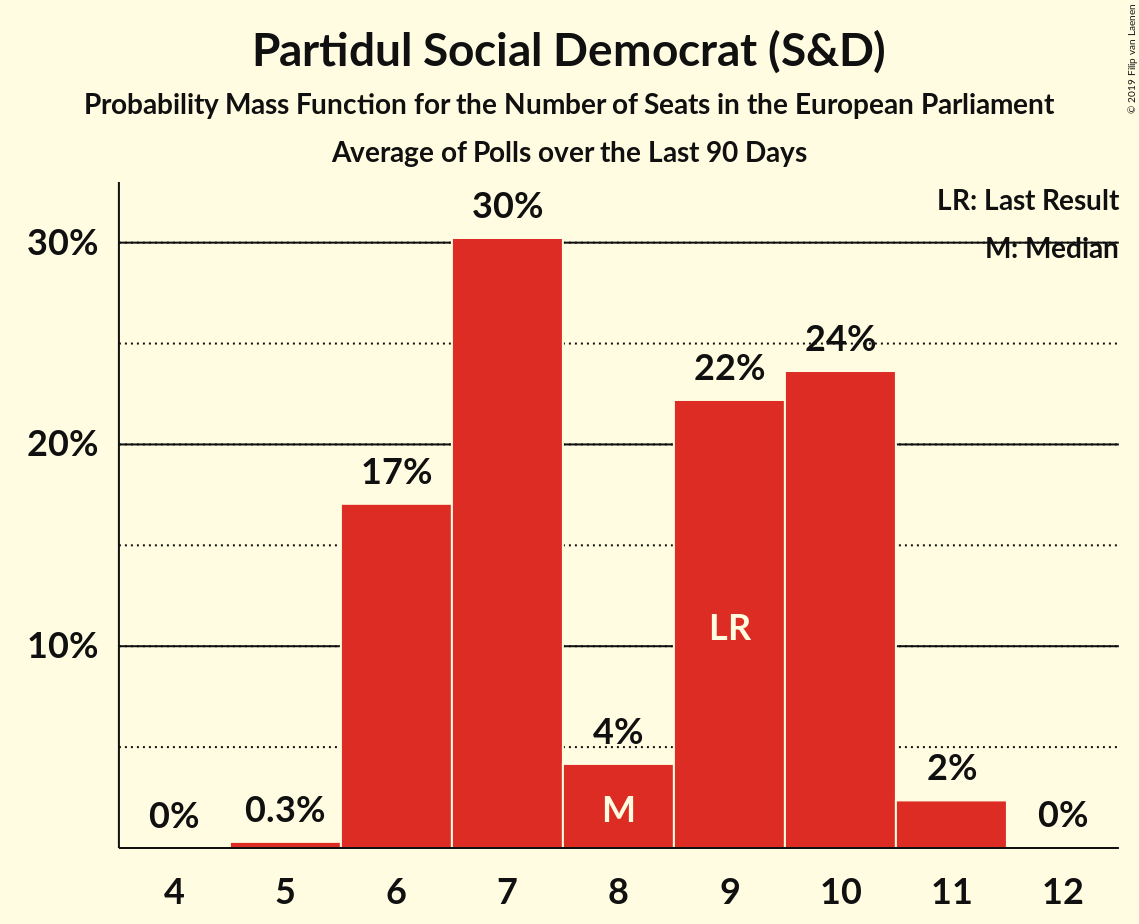 Partidul Social Democrat (S&D)
Probability Mass Function for the Number of Seats in the European Parliament
Average of Polls over the Last 90 Days
© 2019 Filip van Laenen
LR: Last Result
M: Median
30%
20%
10%
0%
0.3%
17%
30%
4%
22%
24%
2%
0%
LR
M
4 5 6 7 8 9 10 11 12